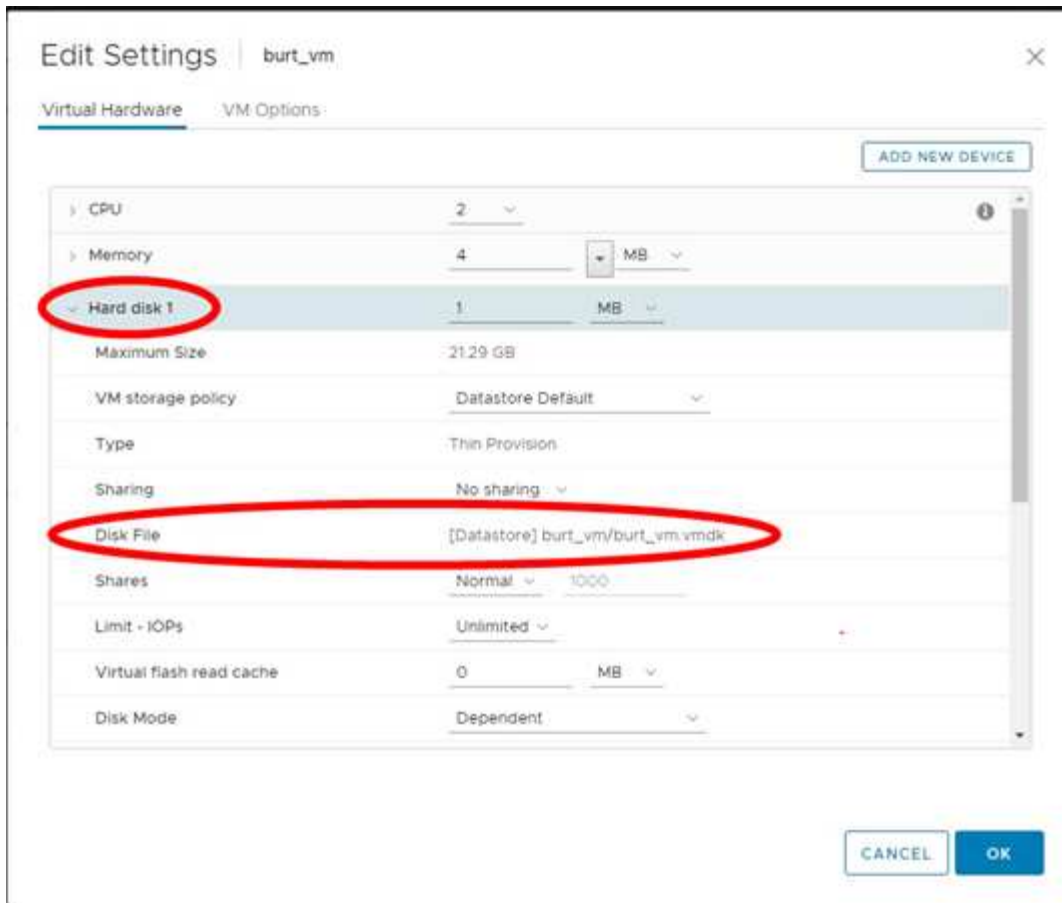 Edit Settings burt_vm
Virtual Hardware VM Options
ADD NEW DEVICE
CPU 2
Memory 4 MB
Hard disk 1 1 MB
Maximum Size 21.29 GB
VM storage policy Datastore Default
Type Thin Provision
Sharing No sharing
Disk File [Datastore] burt_vm/burt_vm.vmdk
Shares Normal 1000
Limit - IOPs Unlimited
Virtual flash read cache 0 MB
Disk Mode Dependent
CANCEL OK